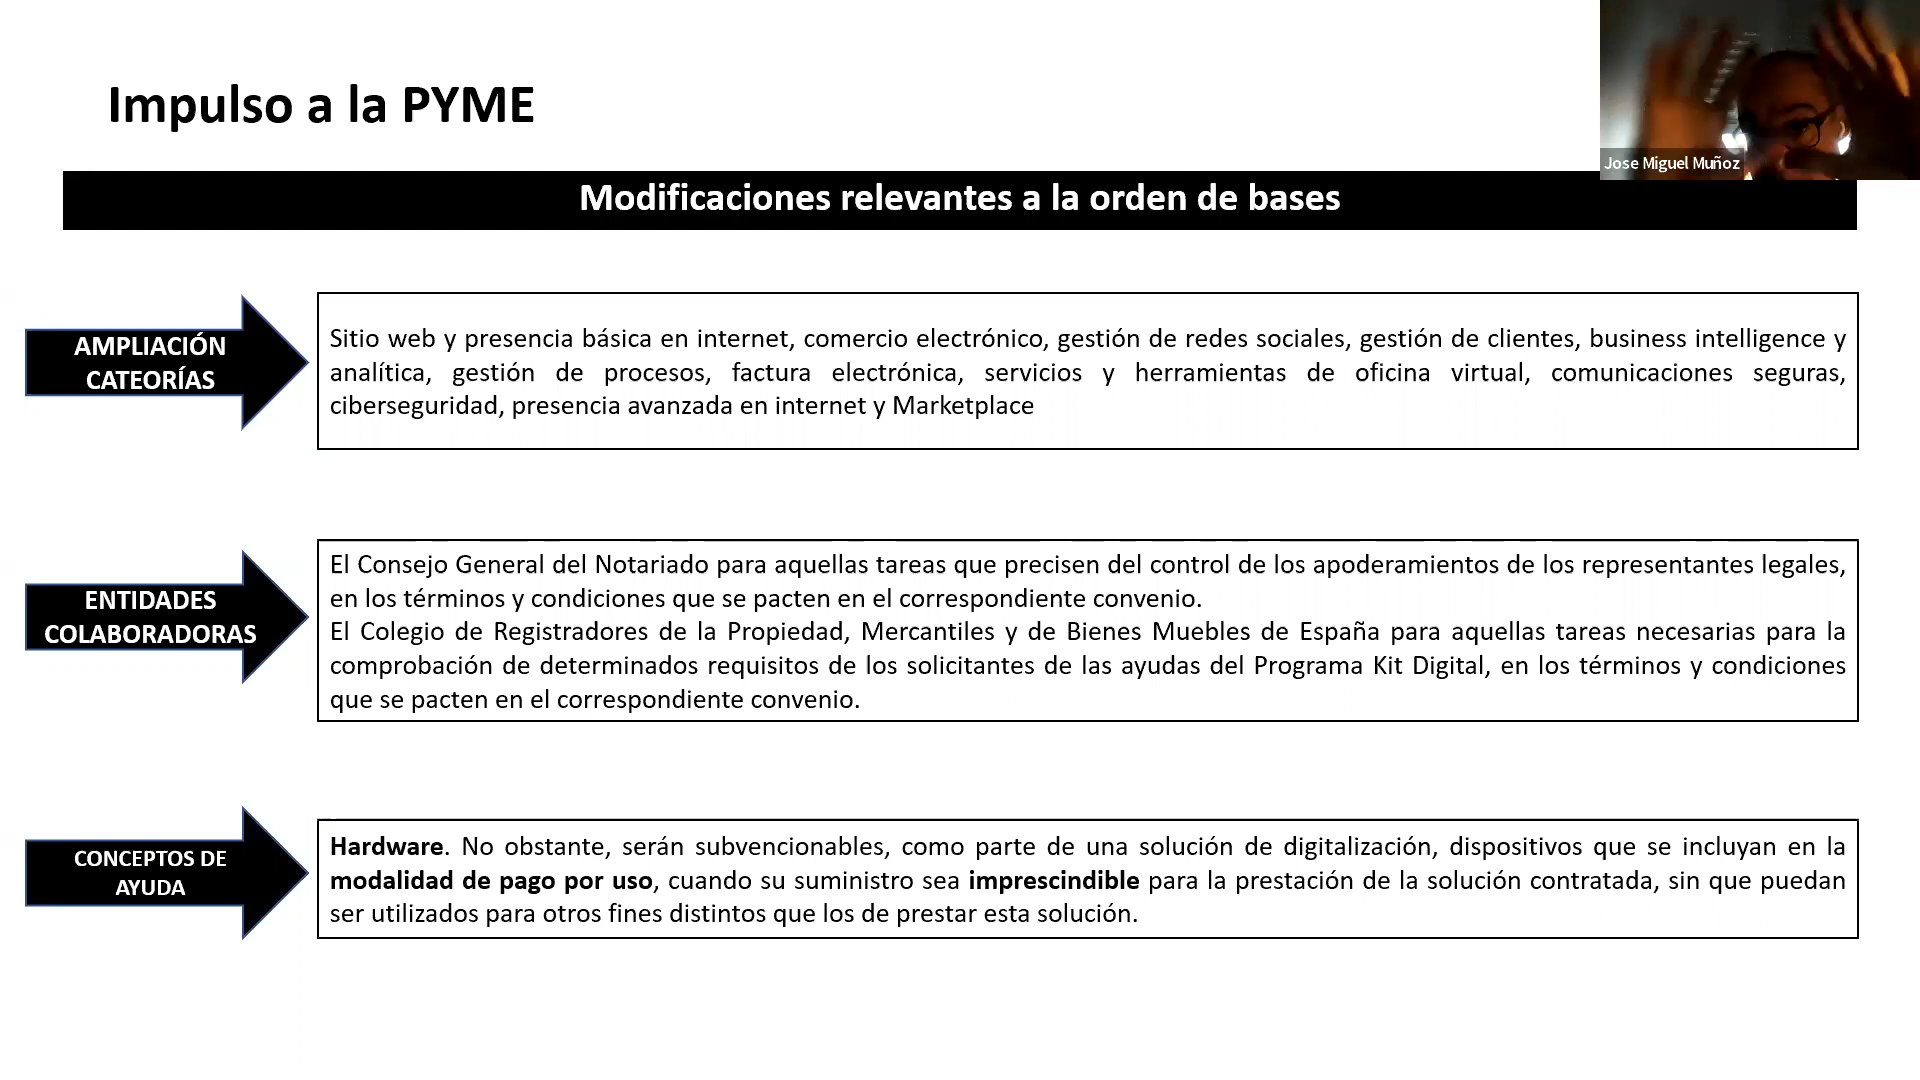 Impulso a la PYME
Jose Miguel Muñoz
Modificaciones relevantes a la orden de bases
AMPLIACIÓN
CATEORÍAS
Sitio web y presencia básica en internet, comercio electrónico, gestión de redes sociales, gestión de clientes, business intelligence y
analítica, gestión de procesos, factura electrónica, servicios y herramientas de oficina virtual, comunicaciones seguras,
ciberseguridad, presencia avanzada en internet y Marketplace
ENTIDADES
COLABORADORAS
El Consejo General del Notariado para aquellas tareas que precisen del control de los apoderamientos de los representantes legales,
en los términos y condiciones que se pacten en el correspondiente convenio.
El Colegio de Registradores de la Propiedad, Mercantiles y de Bienes Muebles de España para aquellas tareas necesarias para la
comprobación de determinados requisitos de los solicitantes de las ayudas del Programa Kit Digital, en los términos y condiciones
que se pacten en el correspondiente convenio.
CONCEPTOS DE
AYUDA
Hardware. No obstante, serán subvencionables, como parte de una solución de digitalización, dispositivos que se incluyan en la
modalidad de pago por uso, cuando su suministro sea imprescindible para la prestación de la solución contratada, sin que puedan
ser utilizados para otros fines distintos que los de prestar esta solución.